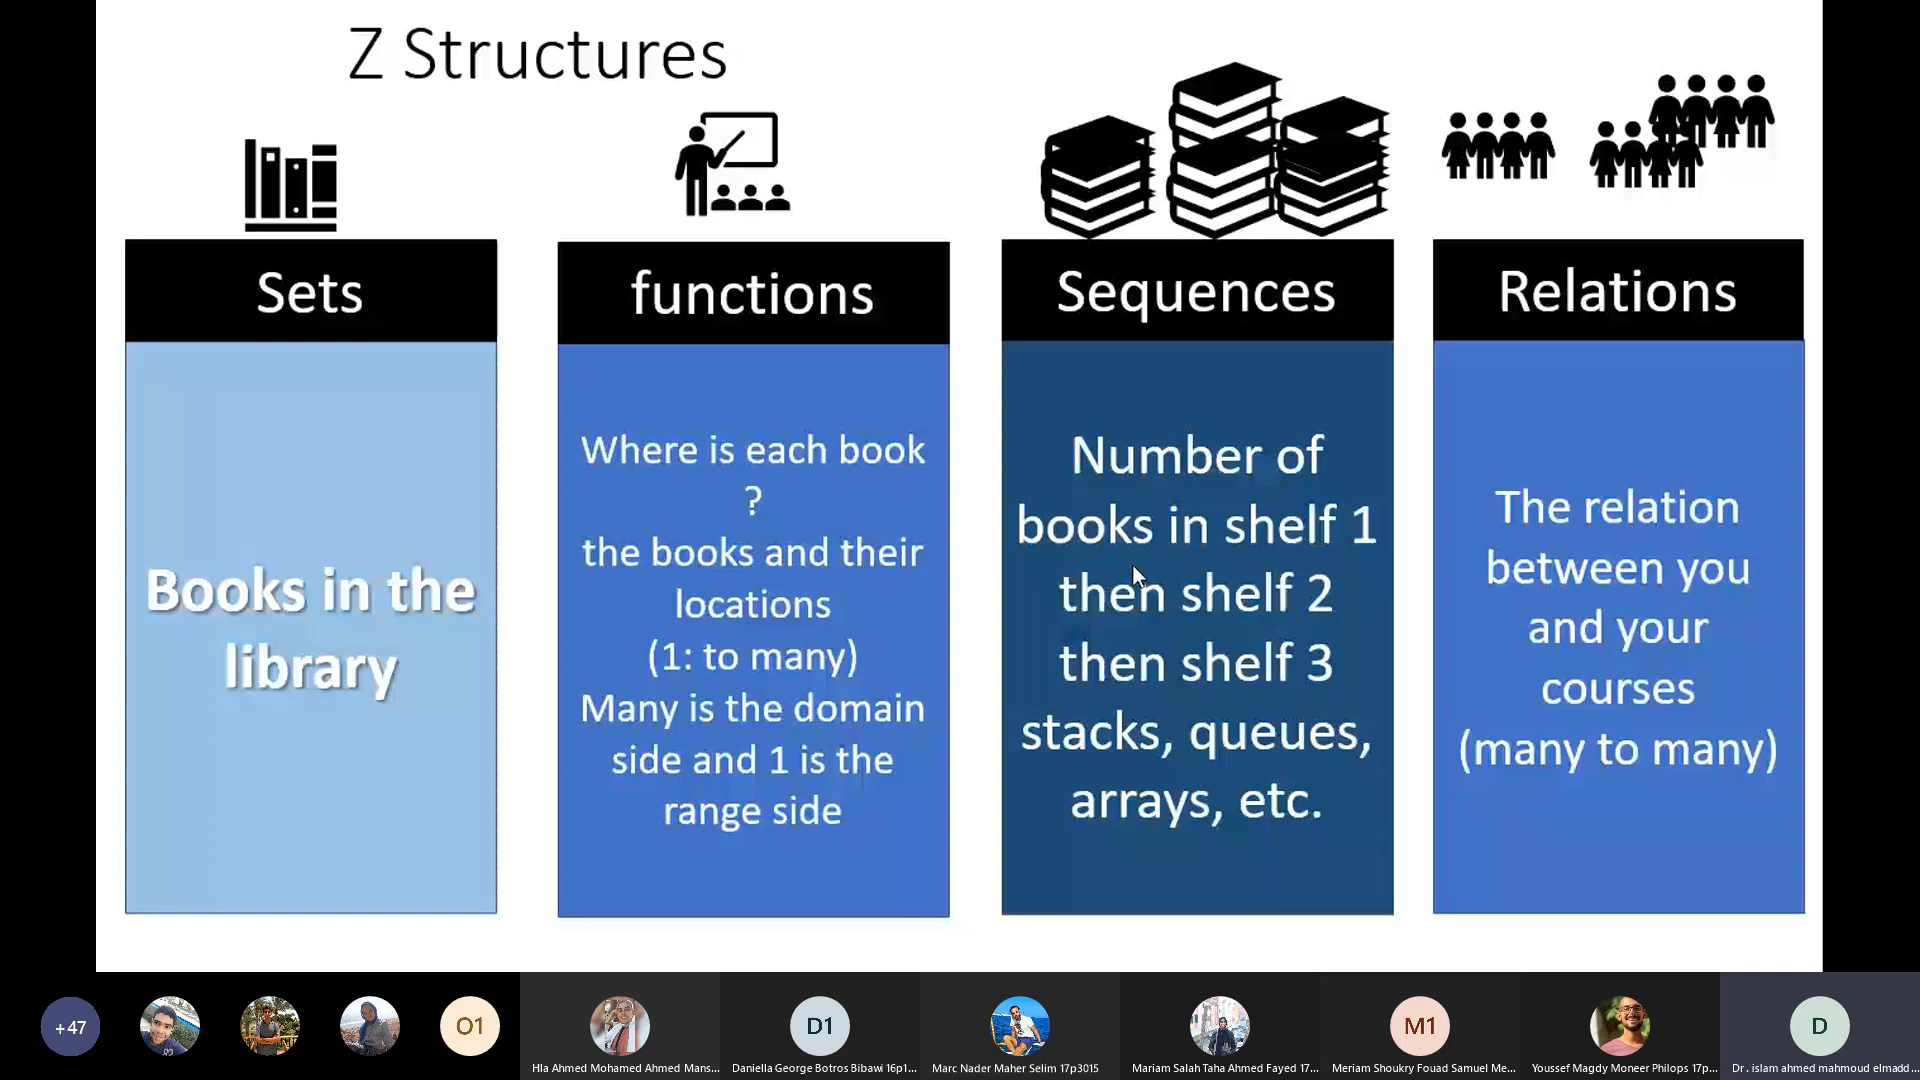 Z Structures
Sets
Books in the
library
functions
Where is each book
?
the books and their
locations
(1: to many)
Many is the domain
side and 1 is the
range side
Sequences
Number of
books in shelf 1
then shelf 2
then shelf 3
stacks, queues,
arrays, etc.
Relations
The relation
between you
and your
courses
(many to many)
+47
O1
D1
M1
D
Hla Ahmed Mohamed Ahmed Mans...
Daniella George Botros Bibawi 16p1...
Marc Nader Maher Selim 17p3015
Mariam Salah Taha Ahmed Fayed 17...
Meriam Shoukry Fouad Samuel Me...
Youssef Magdy Moneer Philops 17p...
Dr. islam ahmed mahmoud elmadd...